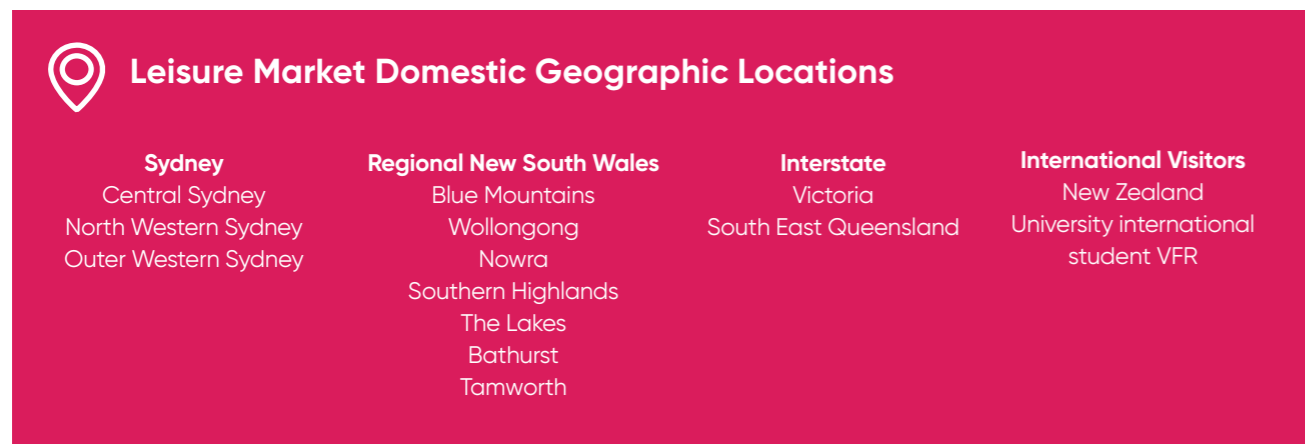 Leisure Market Domestic Geographic Locations
Sydney
Central Sydney
North Western Sydney
Outer Western Sydney
Regional New South Wales
Blue Mountains
Wollongong
Nowra
Southern Highlands
The Lakes
Bathurst
Tamworth
Interstate
Victoria
South East Queensland
International Visitors
New Zealand
University international
student VFR